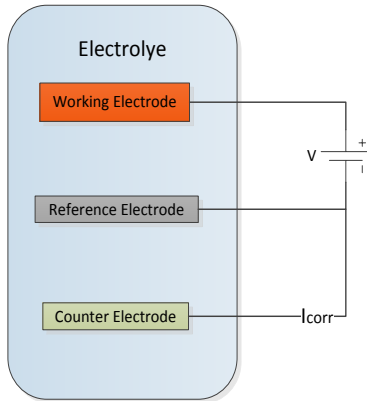 Electrolye
Working Electrode
+
V
–
Reference Electrode
Counter Electrode
Icorr